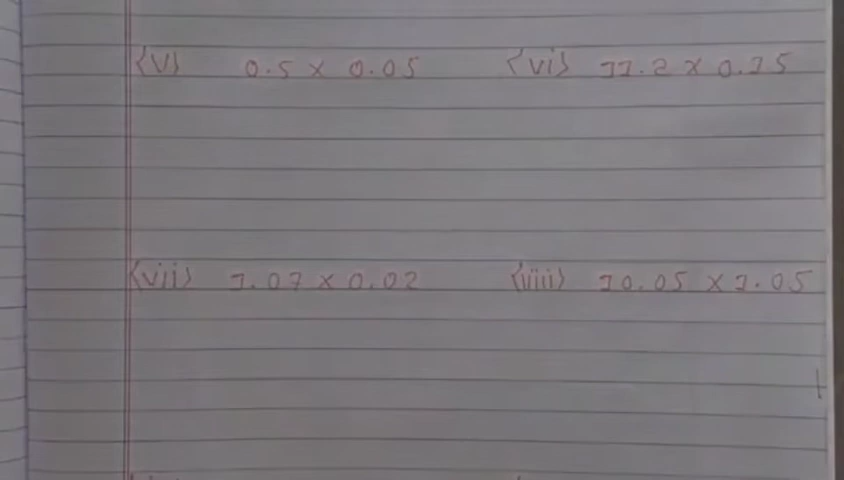 (v) 0.5 × 0.05 (vi) 11.2 × 0.15
(vii) 1.07 × 0.02 (viii) 10.05 × 1.05